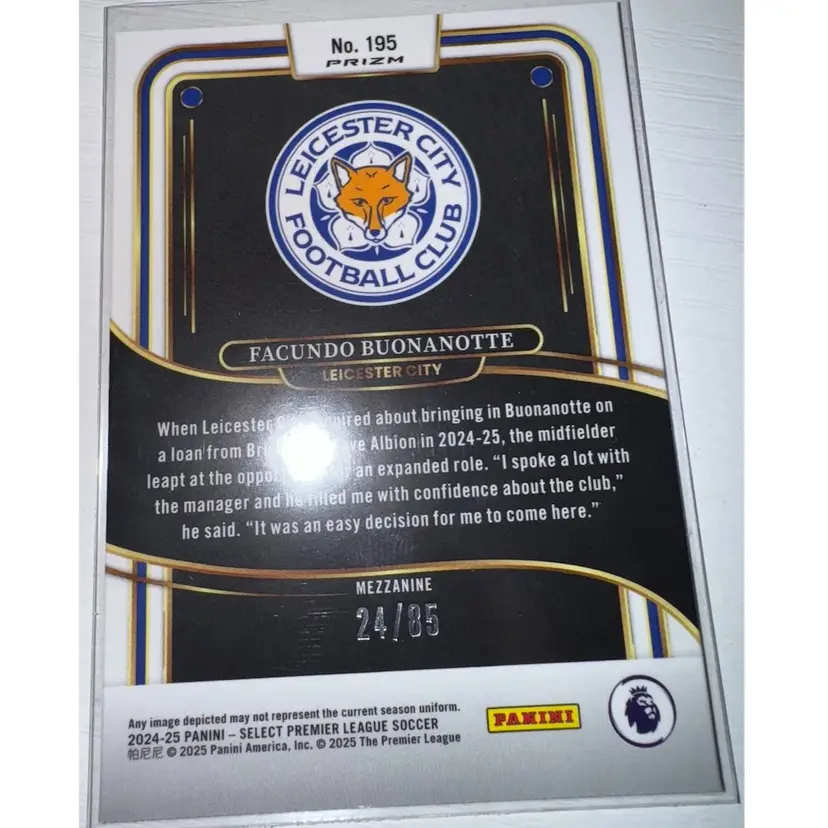 No. 195
PRIZM
LEICESTER CITY
FOOTBALL CLUB
FACUNDO BUONANOTTE
LEICESTER CITY
When Leicester inquired about bringing in Buonanotte on
a loan from ve Albion in 2024-25, the midfielder
leapt at the an expanded role. “I spoke a lot with
the manager and he filled me with confidence about the club,”
he said. “It was an easy decision for me to come here.”
MEZZANINE
24/85
Any image depicted may not represent the current season uniform.
2024-25 PANINI – SELECT PREMIER LEAGUE SOCCER
帕尼尼 © 2025 Panini America, Inc. © 2025 The Premier League
PANINI